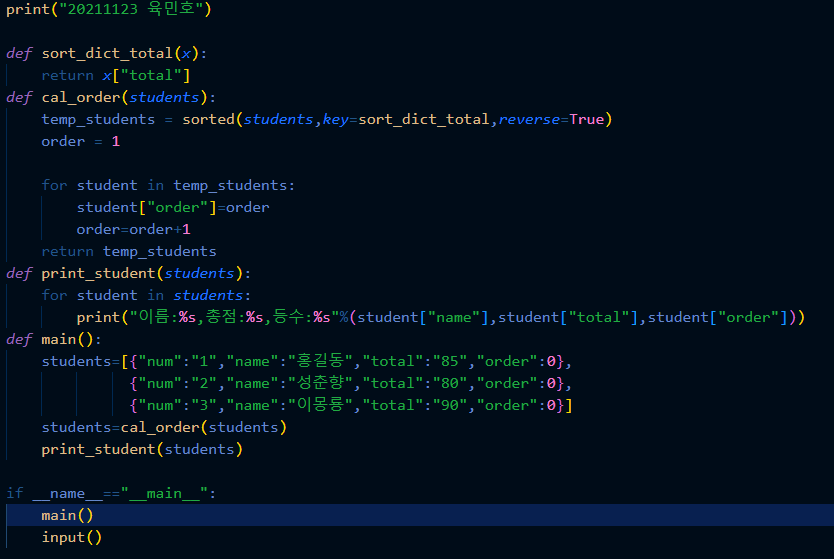 print("20211123 육민호")
def sort_dict_total(x):
return x["total"]
def cal_order(students):
temp_students = sorted(students,key=sort_dict_total,reverse=True)
order = 1
for student in temp_students:
student["order"]=order
order=order+1
return temp_students
def print_student(students):
for student in students:
print("이름:%s,총점:%s,등수:%s"%(student["name"],student["total"],student["order"]))
def main():
students=[{"num":"1","name":"홍길동","total":"85","order":0},
{"num":"2","name":"성춘향","total":"80","order":0},
{"num":"3","name":"이몽룡","total":"90","order":0}]
students=cal_order(students)
print_student(students)
if __name__=="__main__":
main()
input()